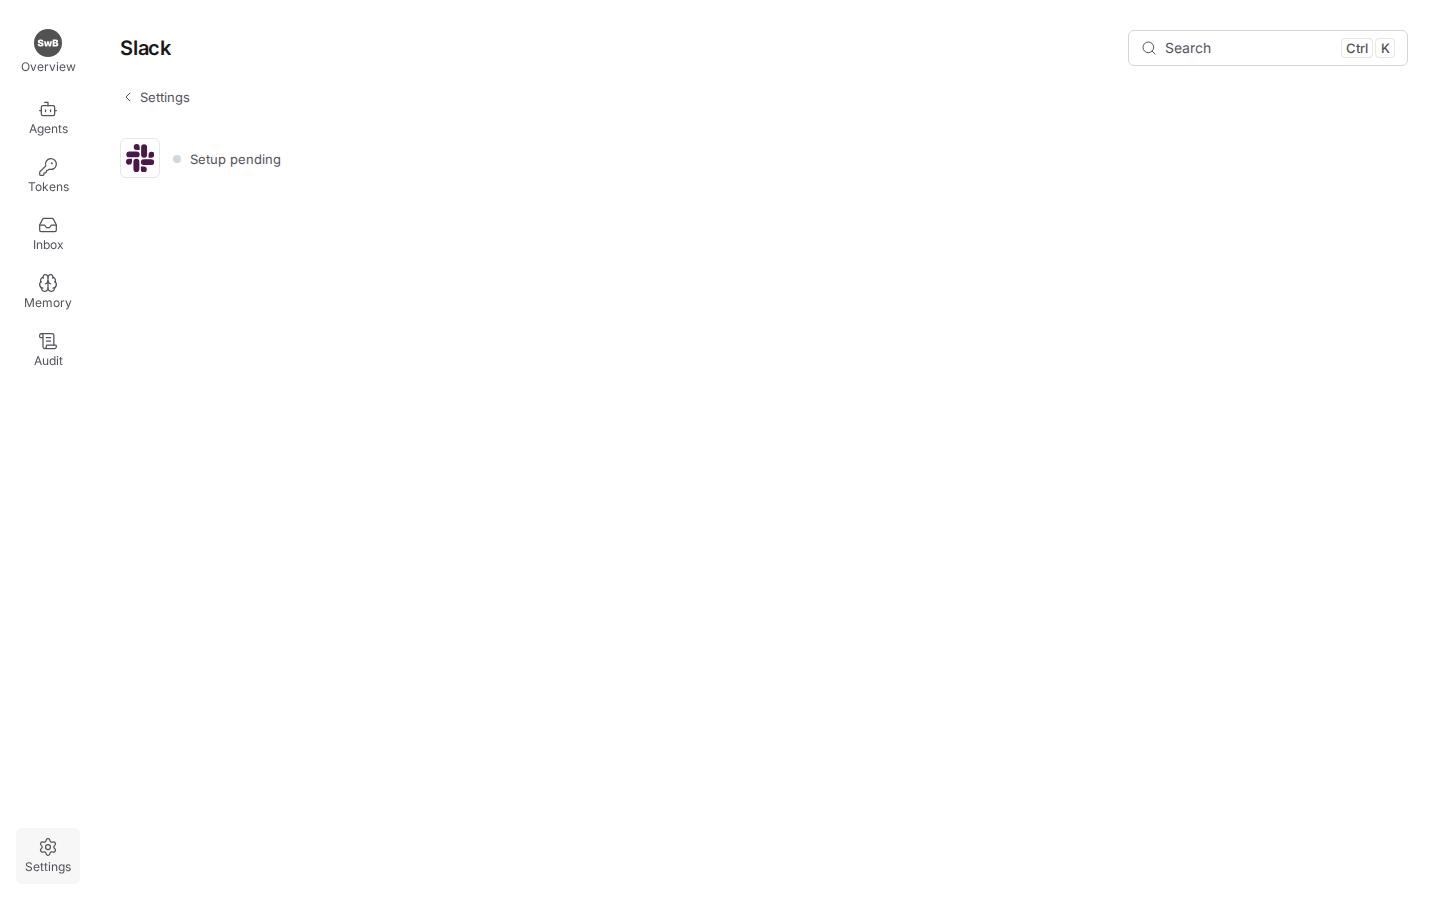 SwB
Overview
Agents
Tokens
Inbox
Memory
Audit
Settings
Slack
Search
Ctrl K
Settings
Setup pending